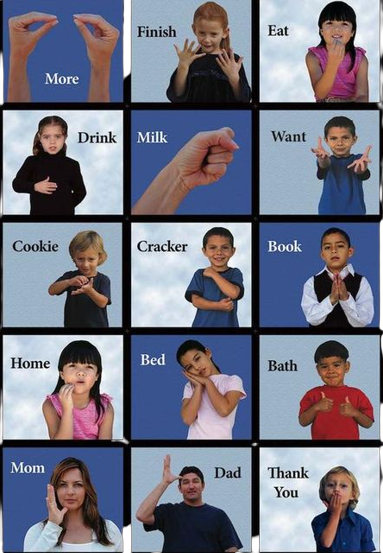 More
Finish
Eat
Drink
Milk
Want
Cookie
Cracker
Book
Home
Bed
Bath
Mom
Dad
Thank
You